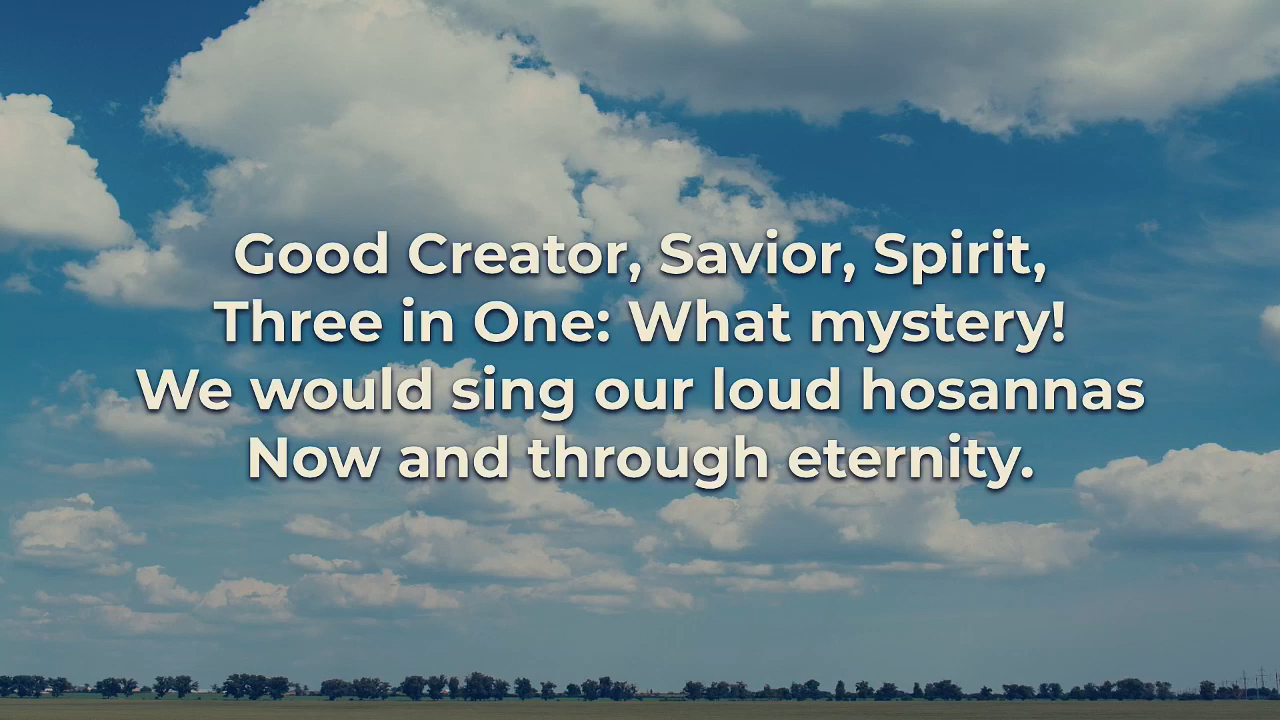 Good Creator, Savior, Spirit,
Three in One: What mystery!
We would sing our loud hosannas
Now and through eternity.